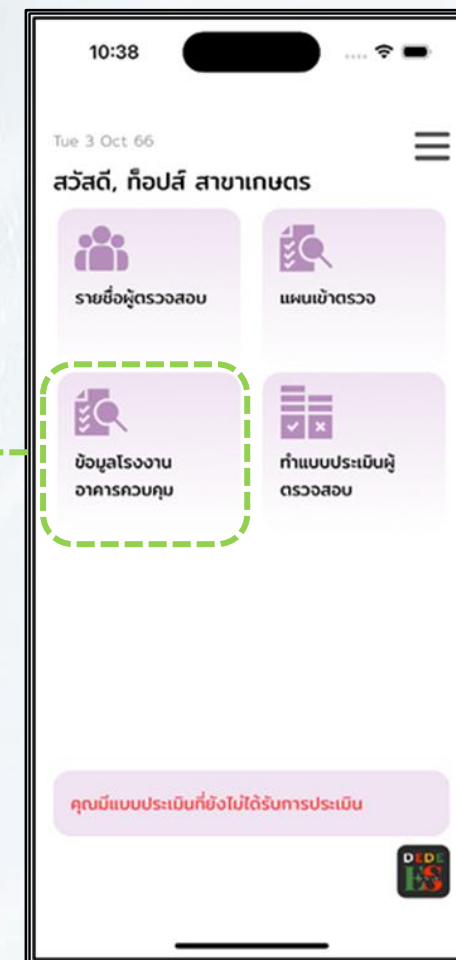 10:38
Tue 3 Oct 66
สวัสดี, ท็อปส์ สาขาเกษตร
รายชื่อผู้ตรวจสอบ
แผนเข้าตรวจ
ข้อมูลโรงงาน
อาคารควบคุม
ทำแบบประเมินผู้
ตรวจสอบ
คุณมีแบบประเมินที่ยังไม่ได้รับการประเมิน
DEDE
ES